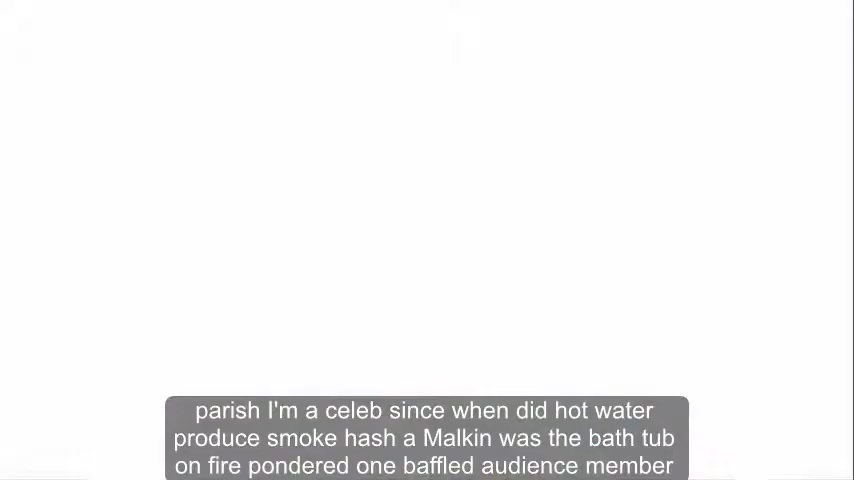 parish I'm a celeb since when did hot water
produce smoke hash a Malkin was the bath tub
on fire pondered one baffled audience member